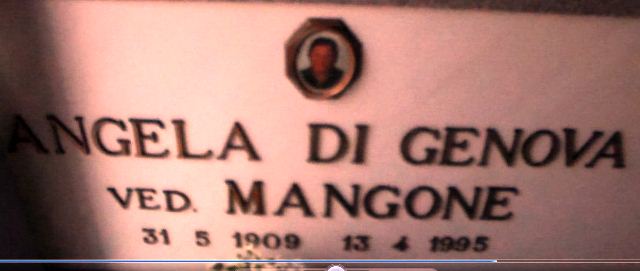 ANGELA DI GENOVA
VED. MANGONE
31 5 1909 13 4 1995